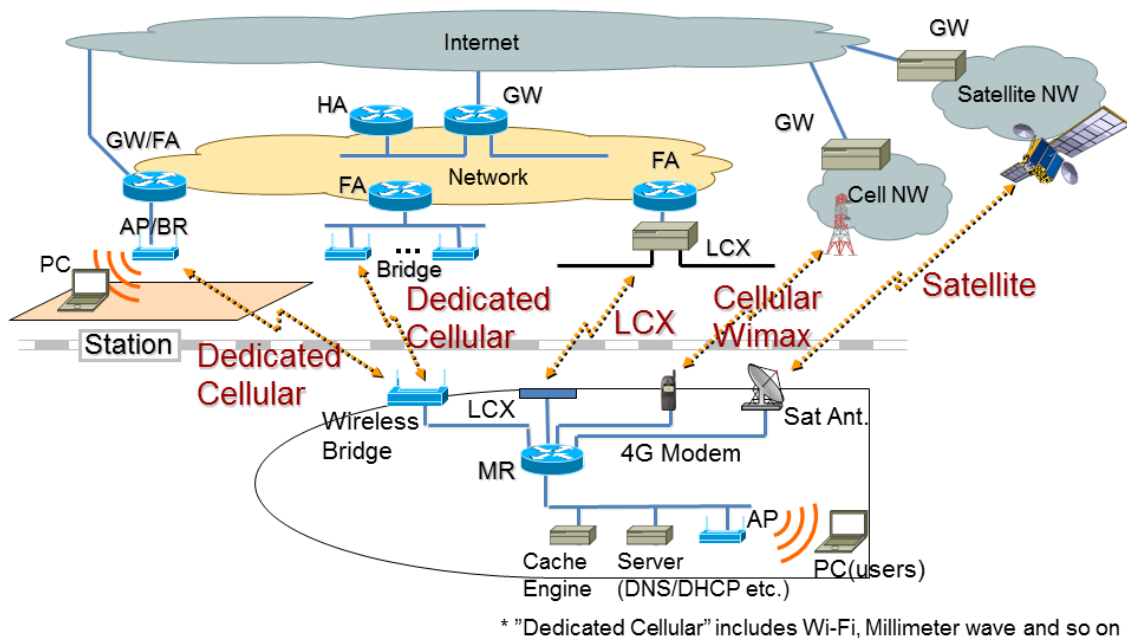 Internet
GW
Satellite NW
HA
GW
GW
GW/FA
Network
FA
FA
Cell NW
AP/BR
PC
...
Bridge
LCX
Dedicated
Cellular
LCX
Cellular
Wimax
Satellite
Station
Dedicated
Cellular
Wireless
Bridge
LCX
Sat Ant.
MR
4G Modem
AP
Cache
Engine
Server
(DNS/DHCP etc.)
PC(users)
* ”Dedicated Cellular” includes Wi-Fi, Millimeter wave and so on